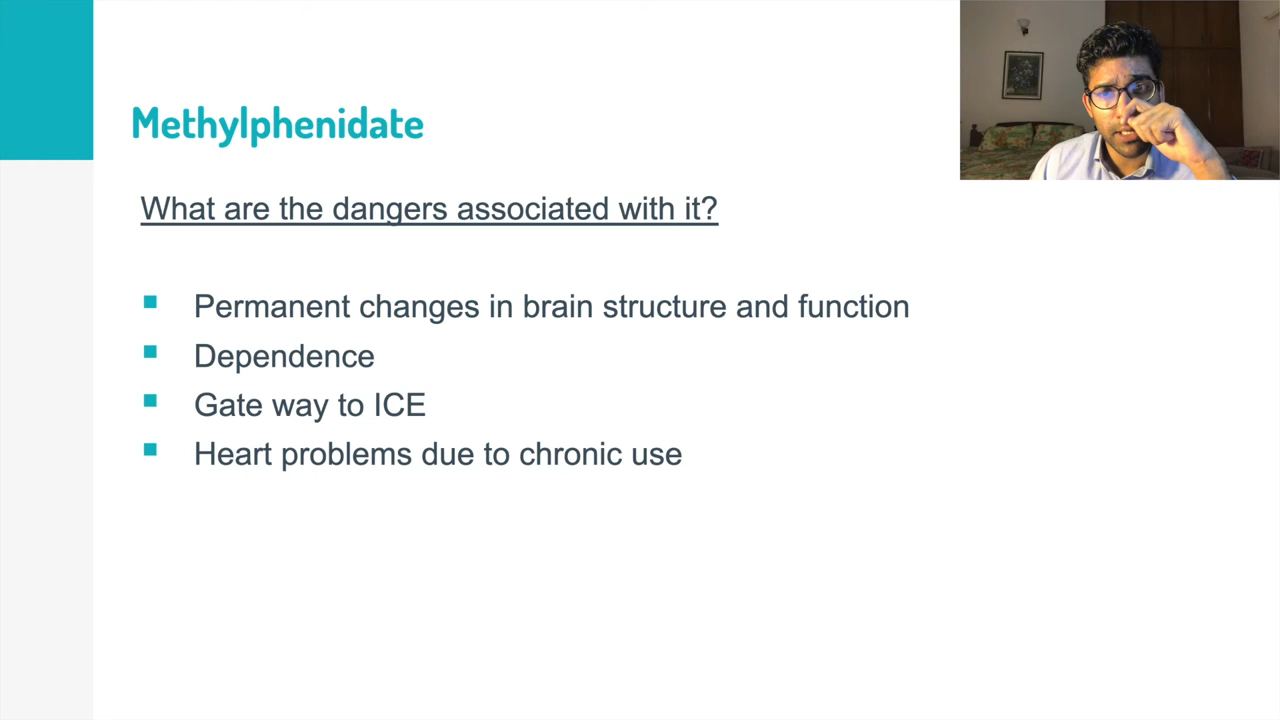 Methylphenidate
What are the dangers associated with it?
Permanent changes in brain structure and function
Dependence
Gate way to ICE
Heart problems due to chronic use